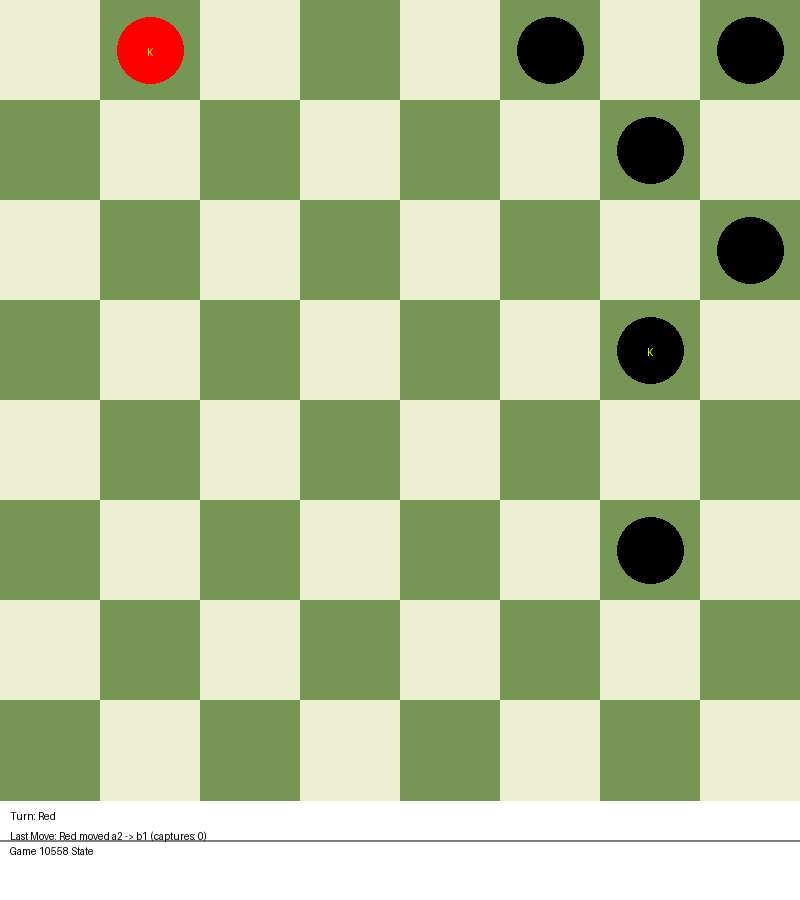 K
K
Turn: Red
Last Move: Red moved a2 -> b1 (captures: 0)
Game 10558 State